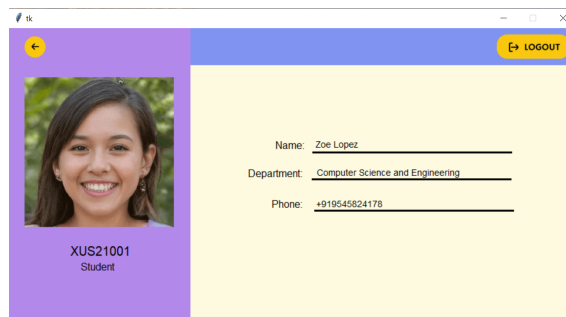 tk
LOGOUT
Name: Zoe Lopez
Department: Computer Science and Engineering
Phone: +919545824178
XUS21001
Student